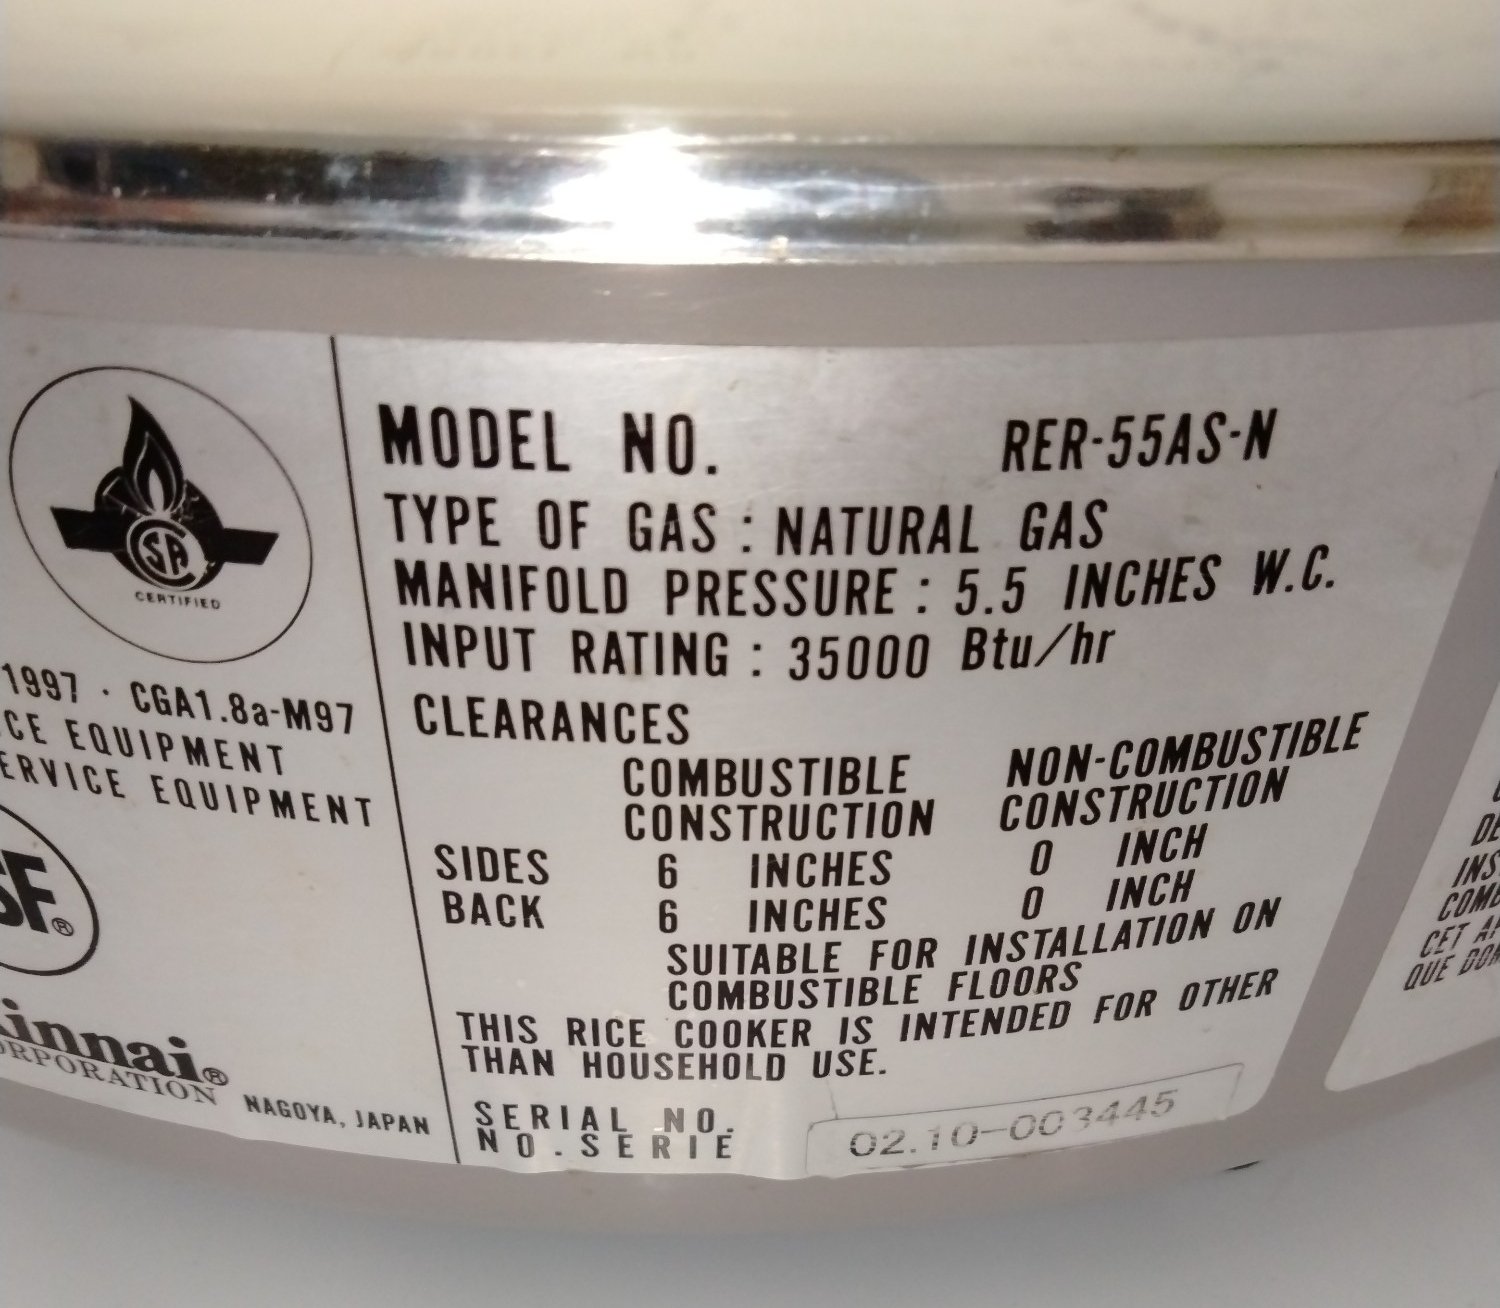 CSA
CERTIFIED
1997 · CGA1.8a-M97
EQUIPMENT
EQUIPMENT
®
®
NAGOYA, JAPAN
MODEL NO. RER-55AS-N
TYPE OF GAS : NATURAL GAS
MANIFOLD PRESSURE : 5.5 INCHES W.C.
INPUT RATING : 35000 Btu/hr
CLEARANCES
COMBUSTIBLE NON-COMBUSTIBLE
CONSTRUCTION CONSTRUCTION
SIDES 6 INCHES 0 INCH
BACK 6 INCHES 0 INCH
SUITABLE FOR INSTALLATION ON
COMBUSTIBLE FLOORS
THIS RICE COOKER IS INTENDED FOR OTHER
THAN HOUSEHOLD USE.
SERIAL NO.
NO.SERIE 02.10-003445
CET
QUE